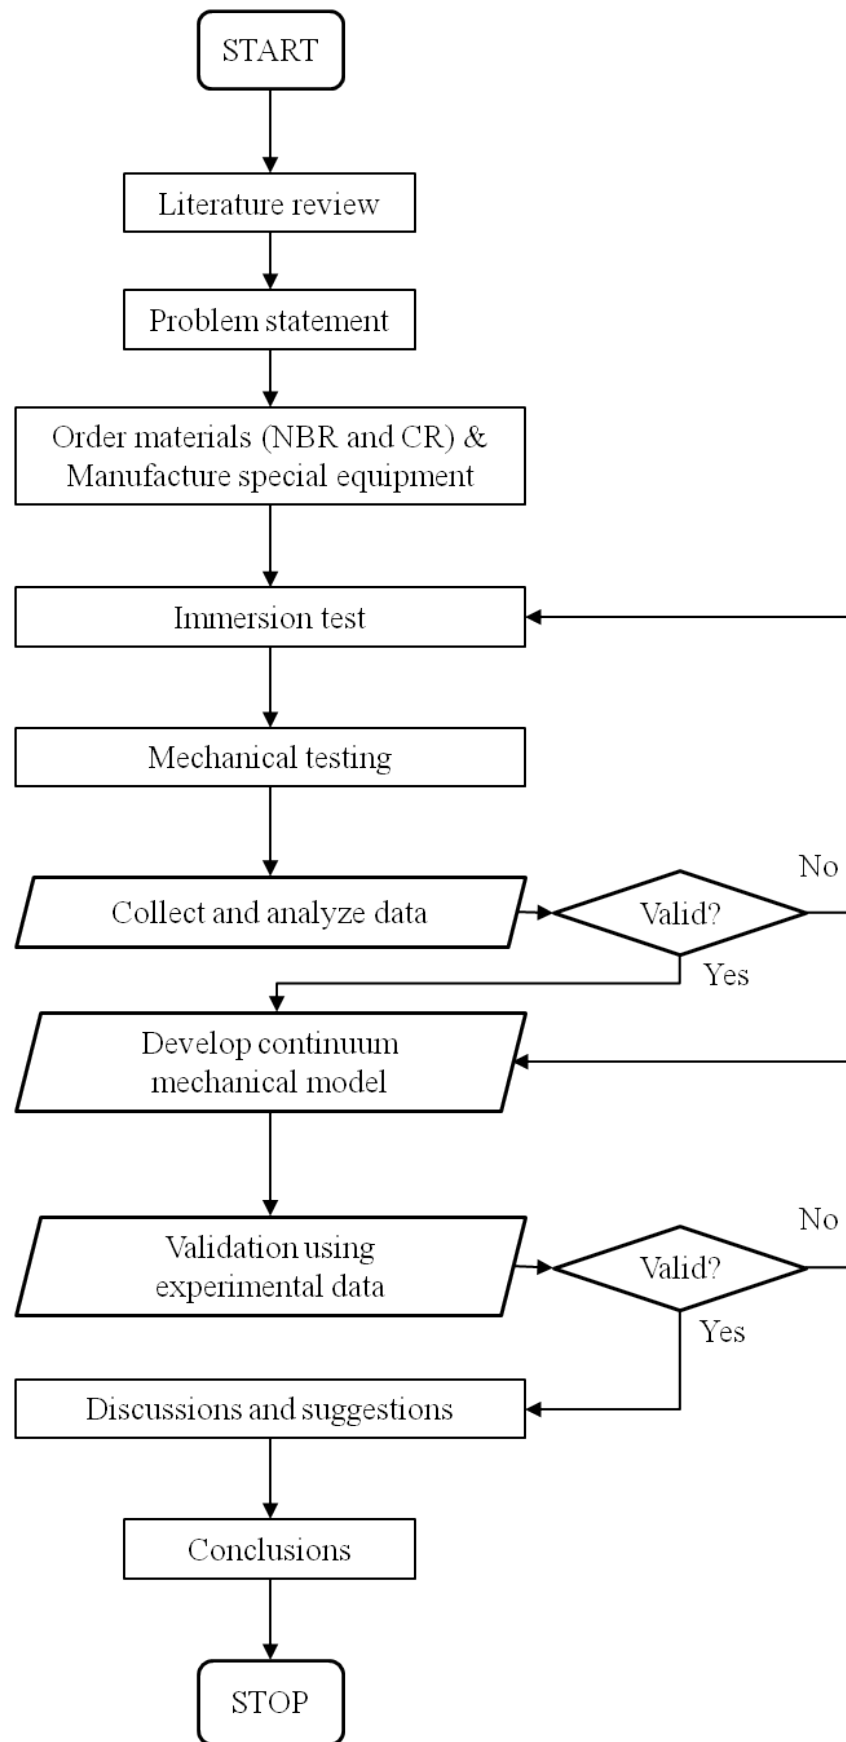 START
Literature review
Problem statement
Order materials (NBR and CR) &
Manufacture special equipment
Immersion test
Mechanical testing
Collect and analyze data
Valid?
No
Yes
Develop continuum
mechanical model
Validation using
experimental data
Valid?
No
Yes
Discussions and suggestions
Conclusions
STOP